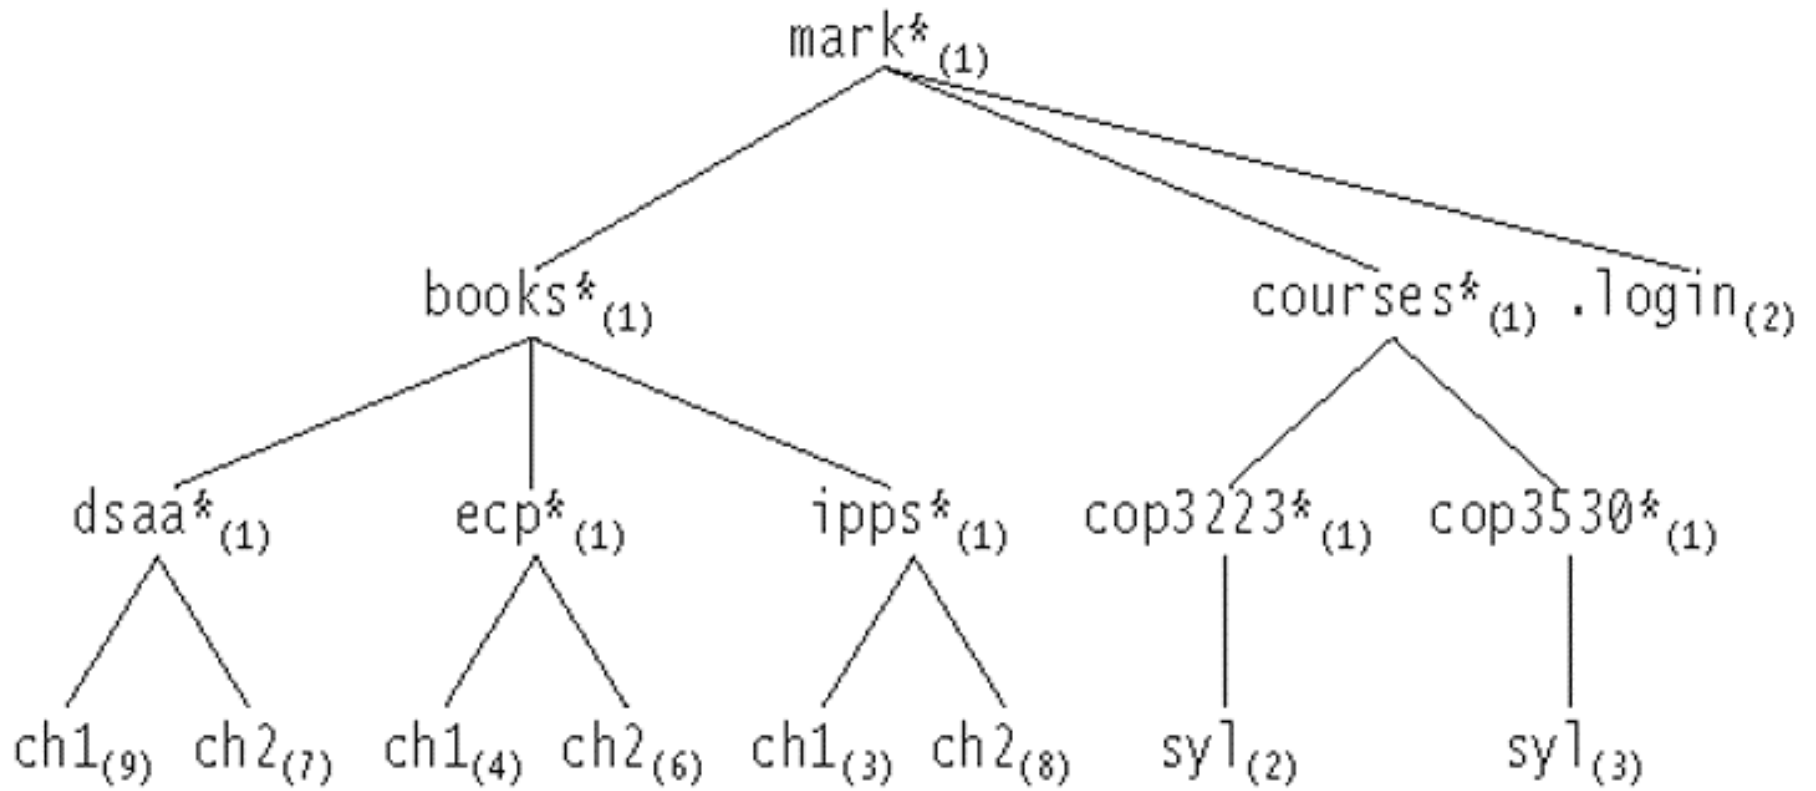 mark*(1)
books*(1) courses*(1) .login(2)
dsaa*(1) ecp*(1) ipps*(1) cop3223*(1) cop3530*(1)
ch1(9) ch2(7) ch1(4) ch2(6) ch1(3) ch2(8) syl(2) syl(3)